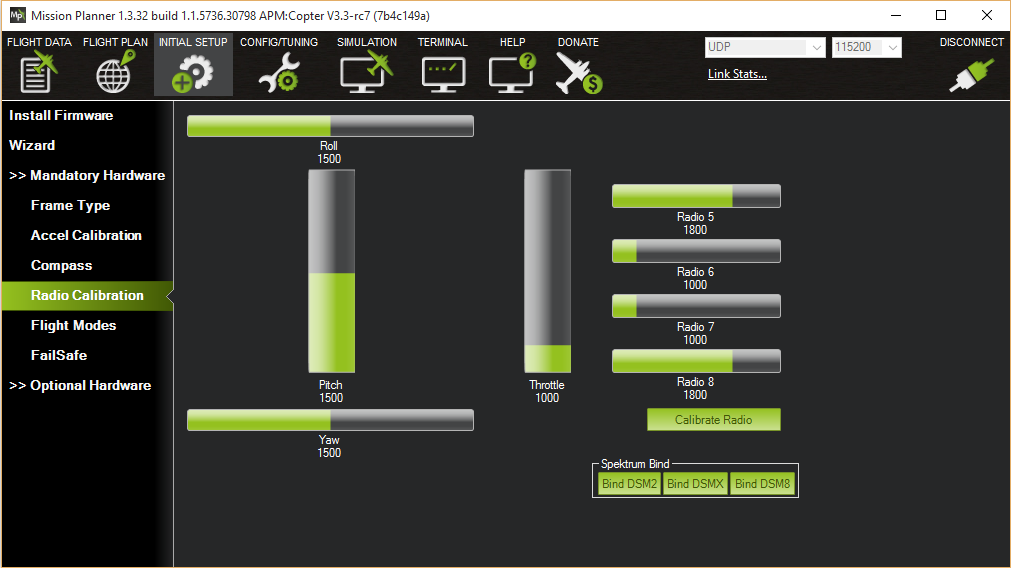 Mission Planner 1.3.32 build 1.1.5736.30798 APM:Copter V3.3-rc7 (7b4c149a)
FLIGHT DATA FLIGHT PLAN INITIAL SETUP CONFIG/TUNING SIMULATION TERMINAL HELP DONATE
UDP 115200 DISCONNECT
Link Stats...
Install Firmware
Wizard
>> Mandatory Hardware
Frame Type
Accel Calibration
Compass
Radio Calibration
Flight Modes
FailSafe
>> Optional Hardware
Roll
1500
Pitch
1500
Throttle
1000
Yaw
1500
Radio 5
1800
Radio 6
1000
Radio 7
1000
Radio 8
1800
Calibrate Radio
Spektrum Bind
Bind DSM2 Bind DSMX Bind DSM8